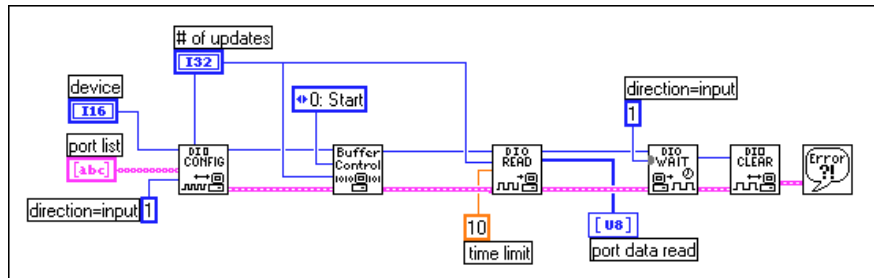 # of updates
I32
device
I16
0: Start
direction=input
1
port list
[abc]
DIO
CONFIG
Buffer
Control
DIO
READ
DIO
WAIT
DIO
CLEAR
Error
?!
direction=input 1
10
time limit
[U8]
port data read